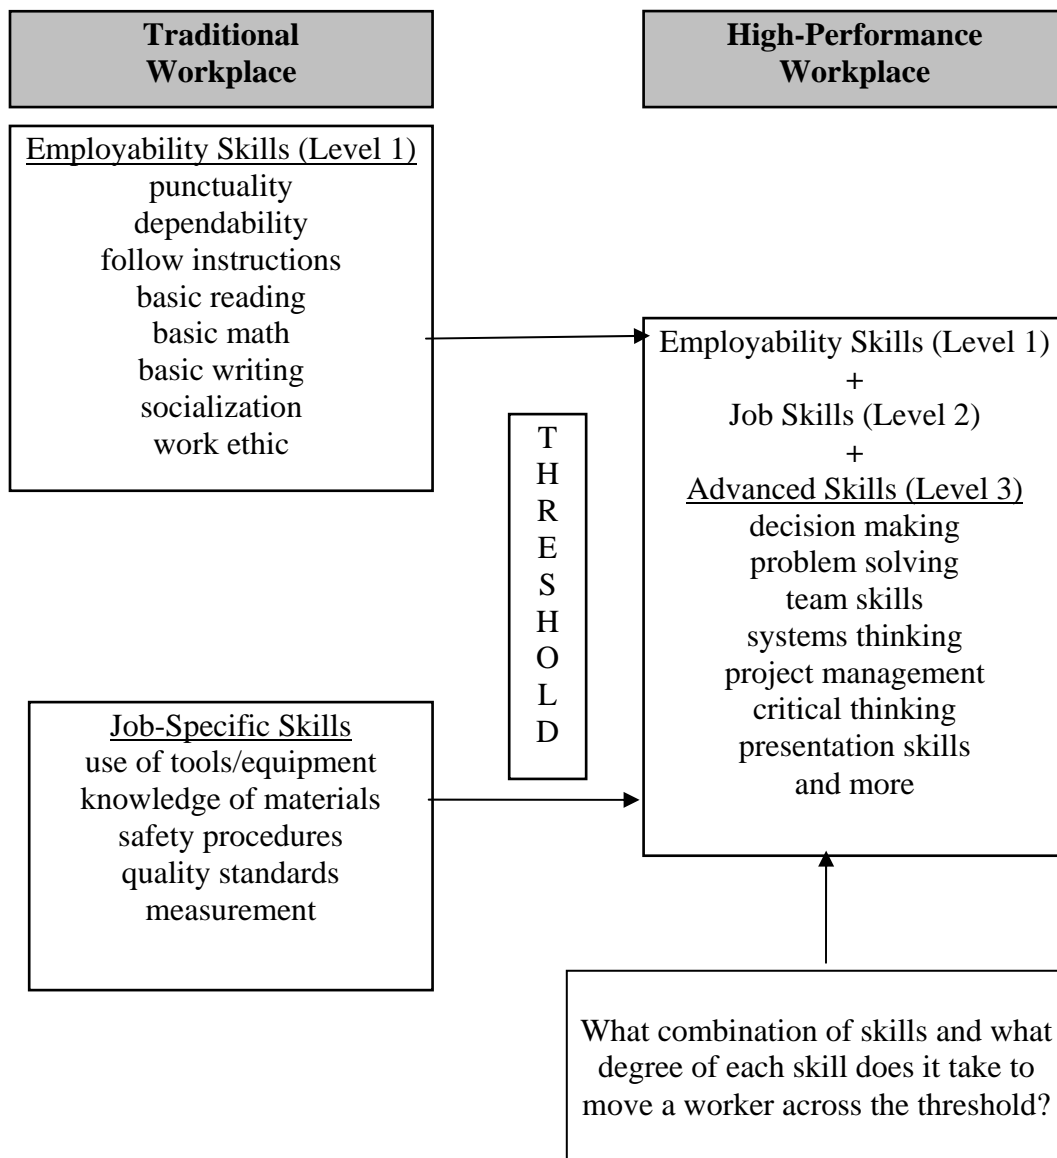 Traditional
Workplace
High-Performance
Workplace
Employability Skills (Level 1)
punctuality
dependability
follow instructions
basic reading
basic math
basic writing
socialization
work ethic
T
H
R
E
S
H
O
L
D
Employability Skills (Level 1)
+
Job Skills (Level 2)
+
Advanced Skills (Level 3)
decision making
problem solving
team skills
systems thinking
project management
critical thinking
presentation skills
and more
Job-Specific Skills
use of tools/equipment
knowledge of materials
safety procedures
quality standards
measurement
What combination of skills and what
degree of each skill does it take to
move a worker across the threshold?